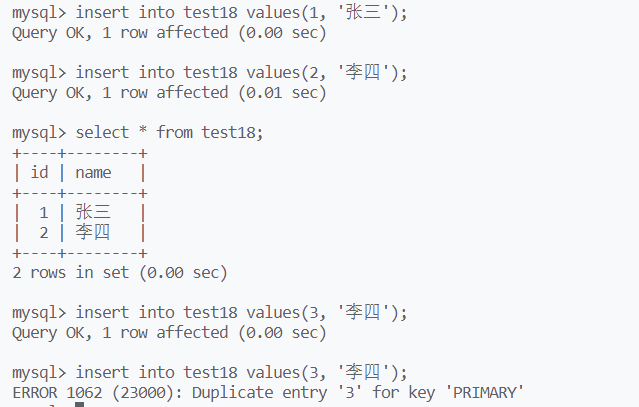 mysql> insert into test18 values(1, '张三');
Query OK, 1 row affected (0.00 sec)
mysql> insert into test18 values(2, '李四');
Query OK, 1 row affected (0.01 sec)
mysql> select * from test18;
+----+--------+
| id | name   |
+----+--------+
|  1 | 张三   |
|  2 | 李四   |
+----+--------+
2 rows in set (0.00 sec)
mysql> insert into test18 values(3, '李四');
Query OK, 1 row affected (0.00 sec)
mysql> insert into test18 values(3, '李四');
ERROR 1062 (23000): Duplicate entry '3' for key 'PRIMARY'